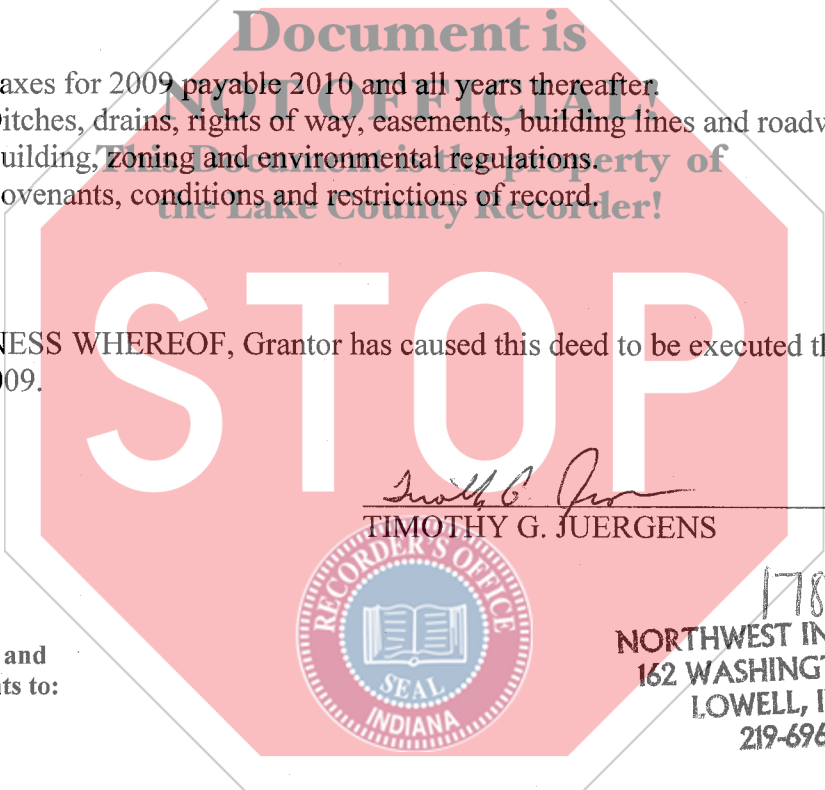 Document is
axes for 2009 payable 2010 and all years thereafter.
NOT OFFICIAL!
itches, drains, rights of way, easements, building lines and roadw
uilding, zoning and environmental regulations.
This Document is the property of
ovenants, conditions and restrictions of record.
the Lake County Recorder!
STOP
NESS WHEREOF, Grantor has caused this deed to be executed th
009.
TIMOTHY G. JUERGENS
RECORDER'S OFFICE
SEAL
INDIANA
178
NORTHWEST IN
162 WASHINGT
LOWELL, I
219-696
and
ts to: